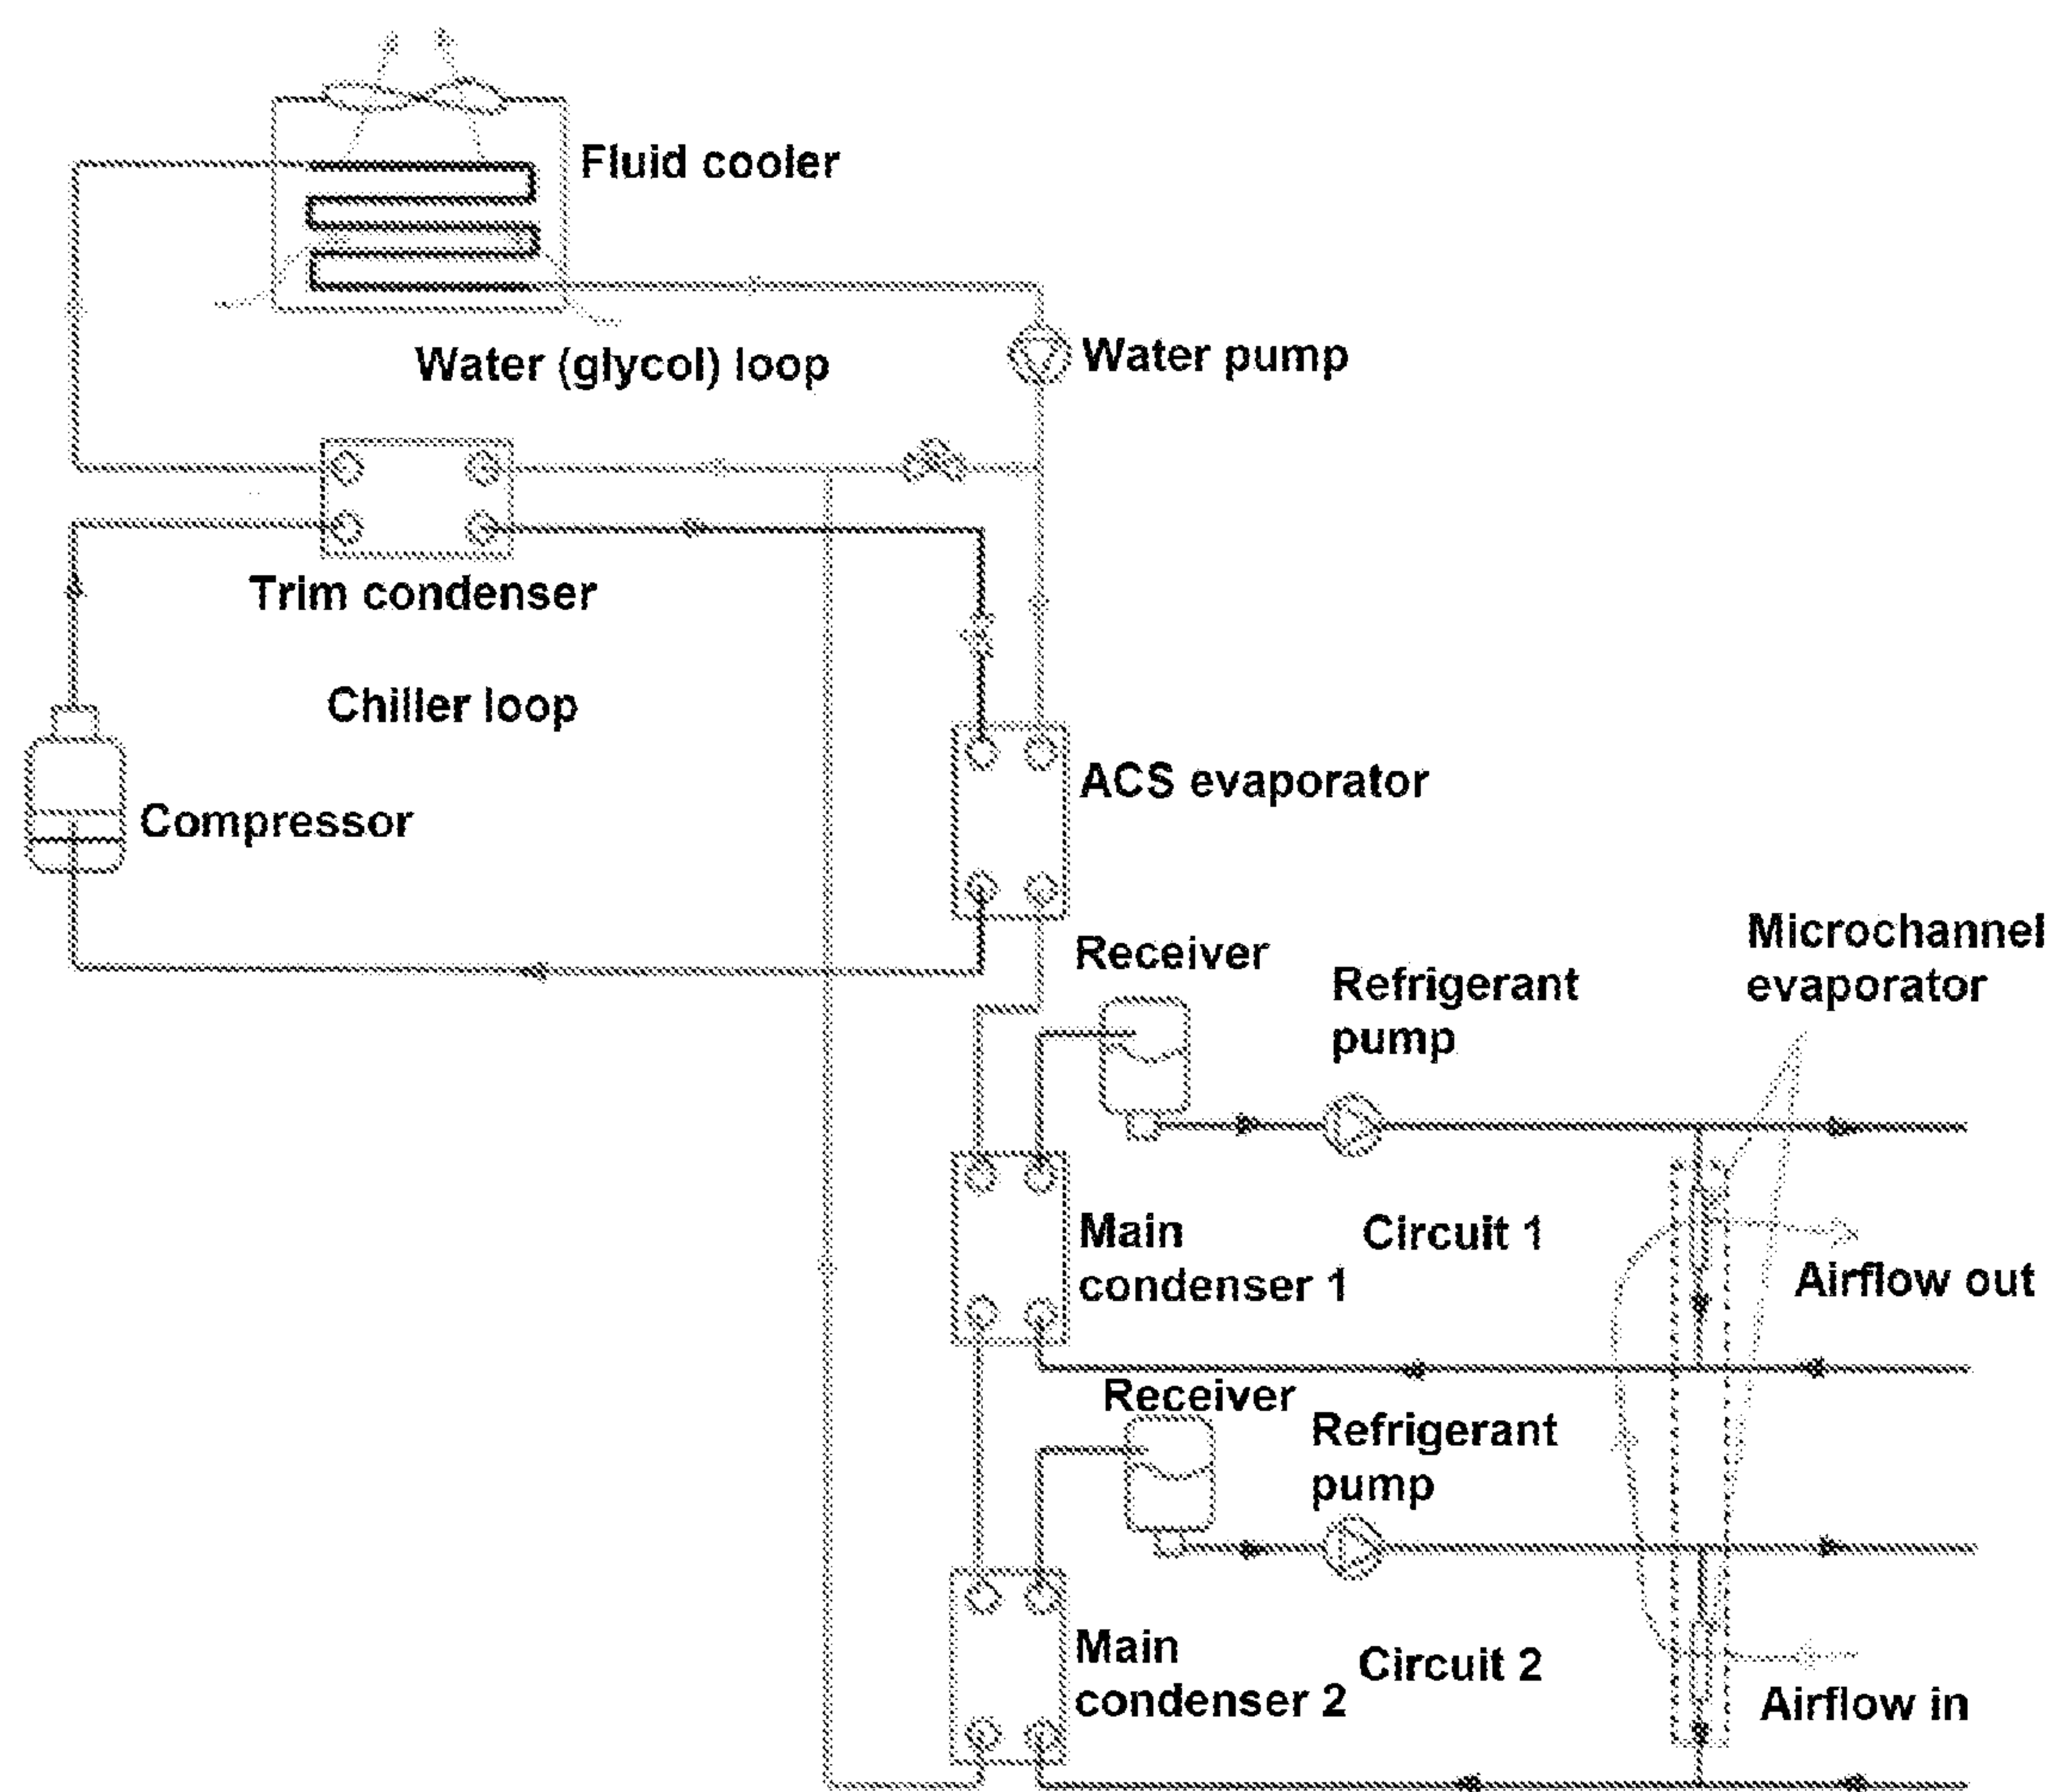 Fluid cooler
Water (glycol) loop
Water pump
Trim condenser
Chiller loop
ACS evaporator
Compressor
Receiver
Refrigerant
pump
Microchannel
evaporator
Main
condenser 1
Circuit 1
Airflow out
Receiver
Refrigerant
pump
Main
condenser 2
Circuit 2
Airflow in